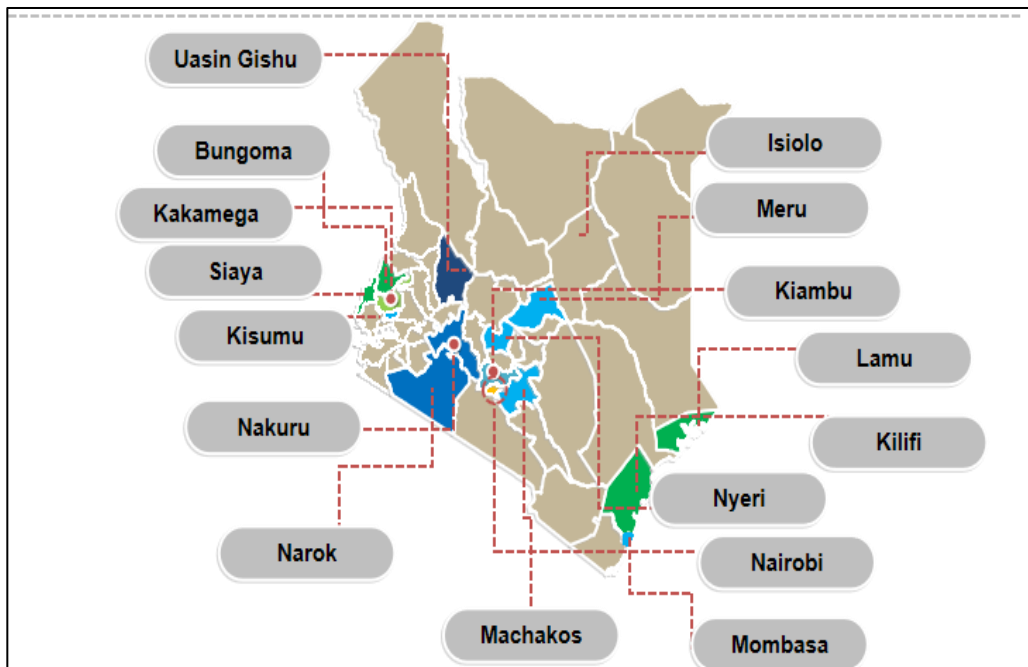 Uasin Gishu
Bungoma
Isiolo
Kakamega
Meru
Siaya
Kiambu
Kisumu
Lamu
Nakuru
Kilifi
Nyeri
Narok
Nairobi
Machakos
Mombasa